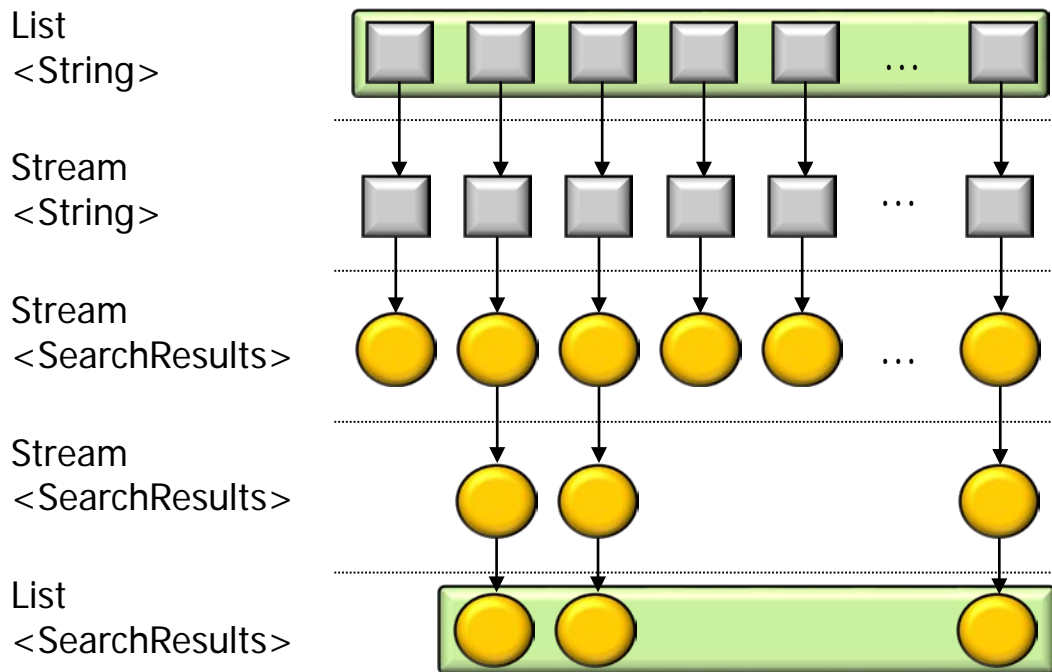 List
<String>
...
Stream
<String>
...
Stream
<SearchResults>
...
Stream
<SearchResults>
List
<SearchResults>